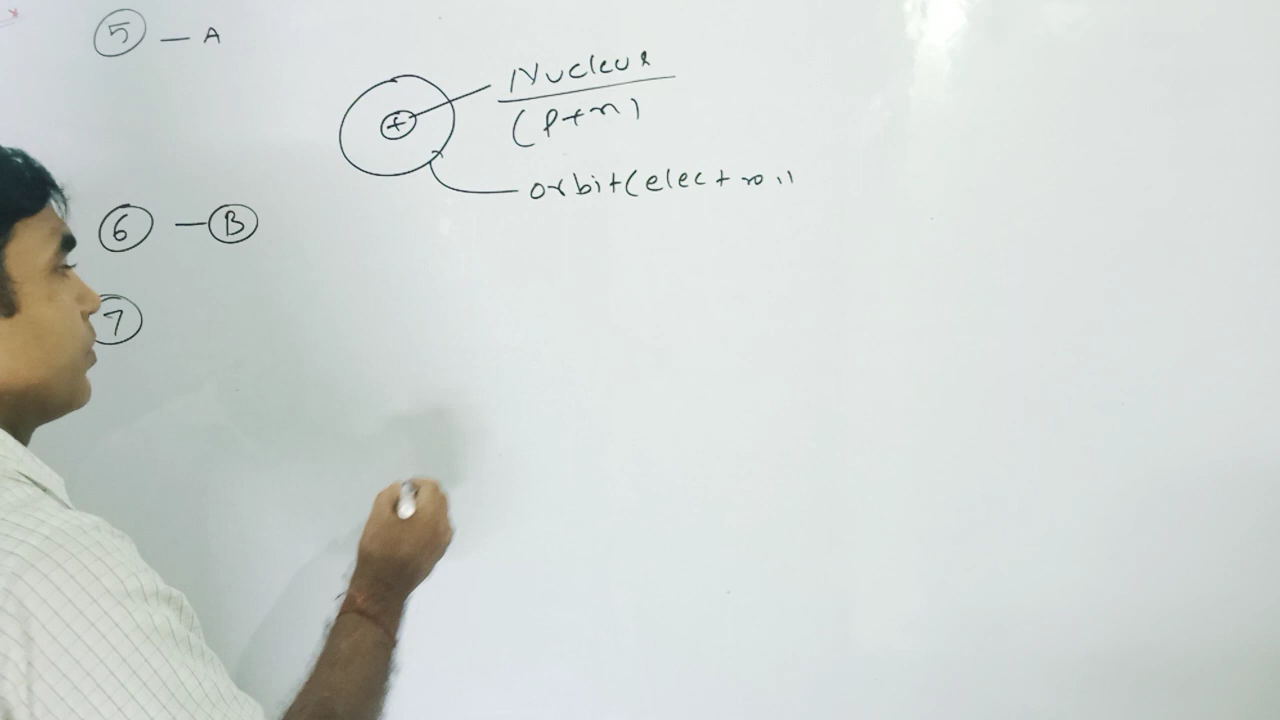 5 — A
Nucleus
(P+n)
+
orbit(electron
6 — B
7